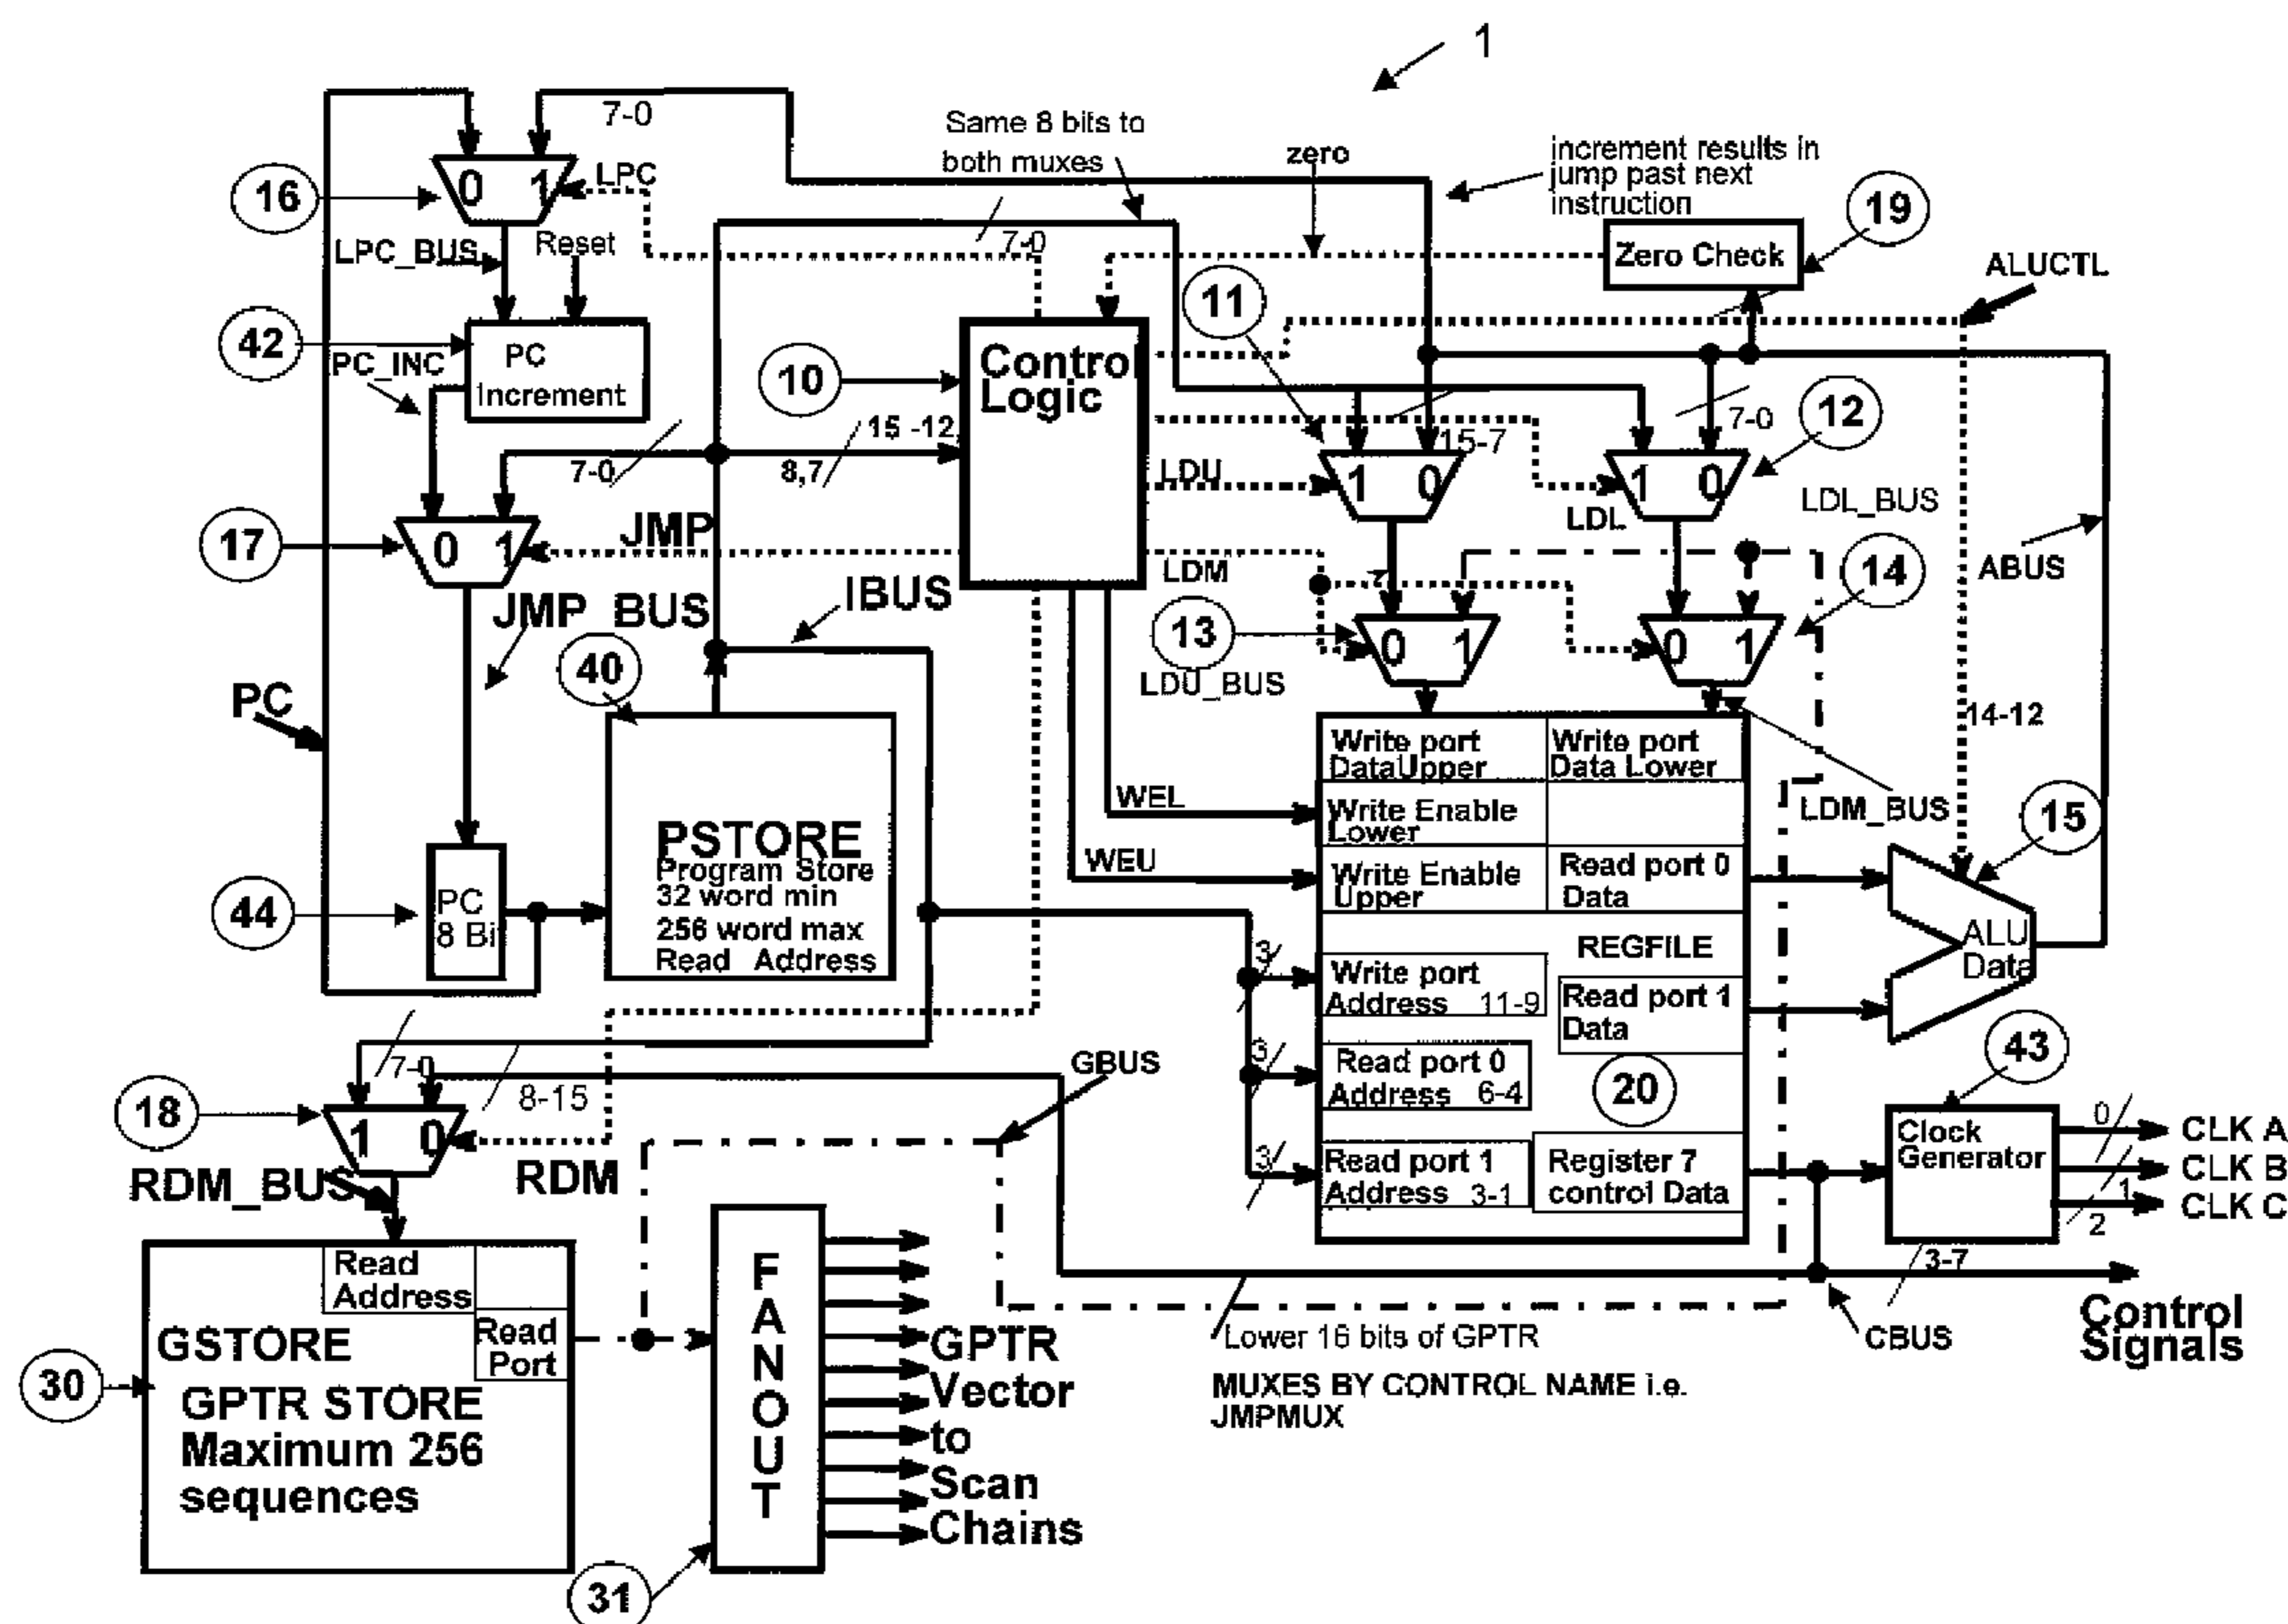 1
7-0
Same 8 bits to
both muxes
zero
increment results in
jump past next
instruction
19
16
0 1
LPC
7-0
LPC_BUS
Reset
Zero Check
ALUCTL
11
42
PC_INC
PC
Increment
10
Control
Logic
15 -12
8,7
7-0
15-7
7-0
12
1 0
1 0
LDU
LDL
LDL_BUS
17
0 1
JMP
LDM
ABUS
14
JMP BUS
IBUS
13
0 1
0 1
LDU_BUS
40
PC
14-12
Write port
DataUpper
Write port
Data Lower
LDM_BUS
WEL
Write Enable
Lower
15
PSTORE
Program Store
32 word min
256 word max
Read Address
WEU
Write Enable
Upper
Read port 0
Data
44
PC
8 Bi
REGFILE
ALU
Data
3
Write port
Address 11-9
Read port 1
Data
43
3
Read port 0
Address 6-4
20
GBUS
7-0
8-15
18
1 0
RDM
RDM_BUS
3
Read port 1
Address 3-1
Register 7
control Data
Clock
Generator
0
CLK A
CLK B
1
CLK C
2
3-7
Read
Address
Read
Port
GSTORE
30
GPTR STORE
Maximum 256
sequences
FANOUT
31
GPTR
Vector
to
Scan
Chains
Lower 16 bits of GPTR
CBUS
Control
Signals
MUXES BY CONTROL NAME i.e.
JMPMUX